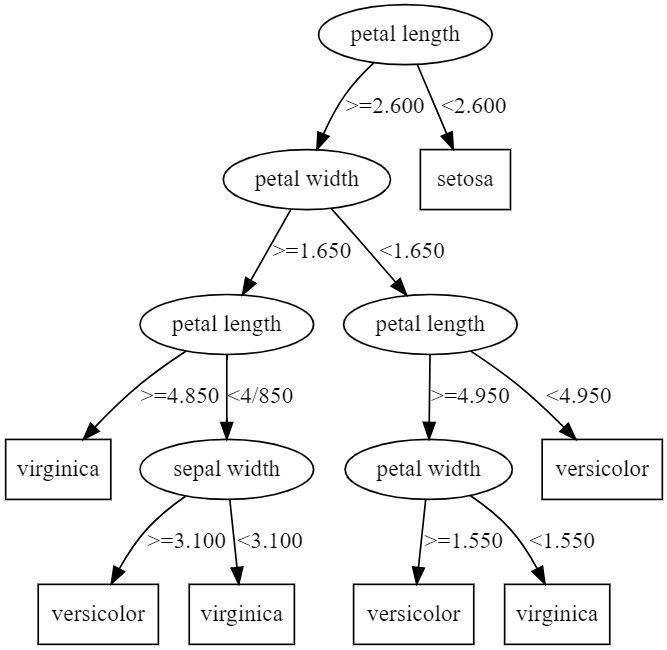 petal length
>=2.600
<2.600
petal width
setosa
>=1.650
<1.650
petal length
petal length
>=4.850
<4/850
>=4.950
<4.950
virginica
sepal width
petal width
versicolor
>=3.100
<3.100
>=1.550
<1.550
versicolor
virginica
versicolor
virginica